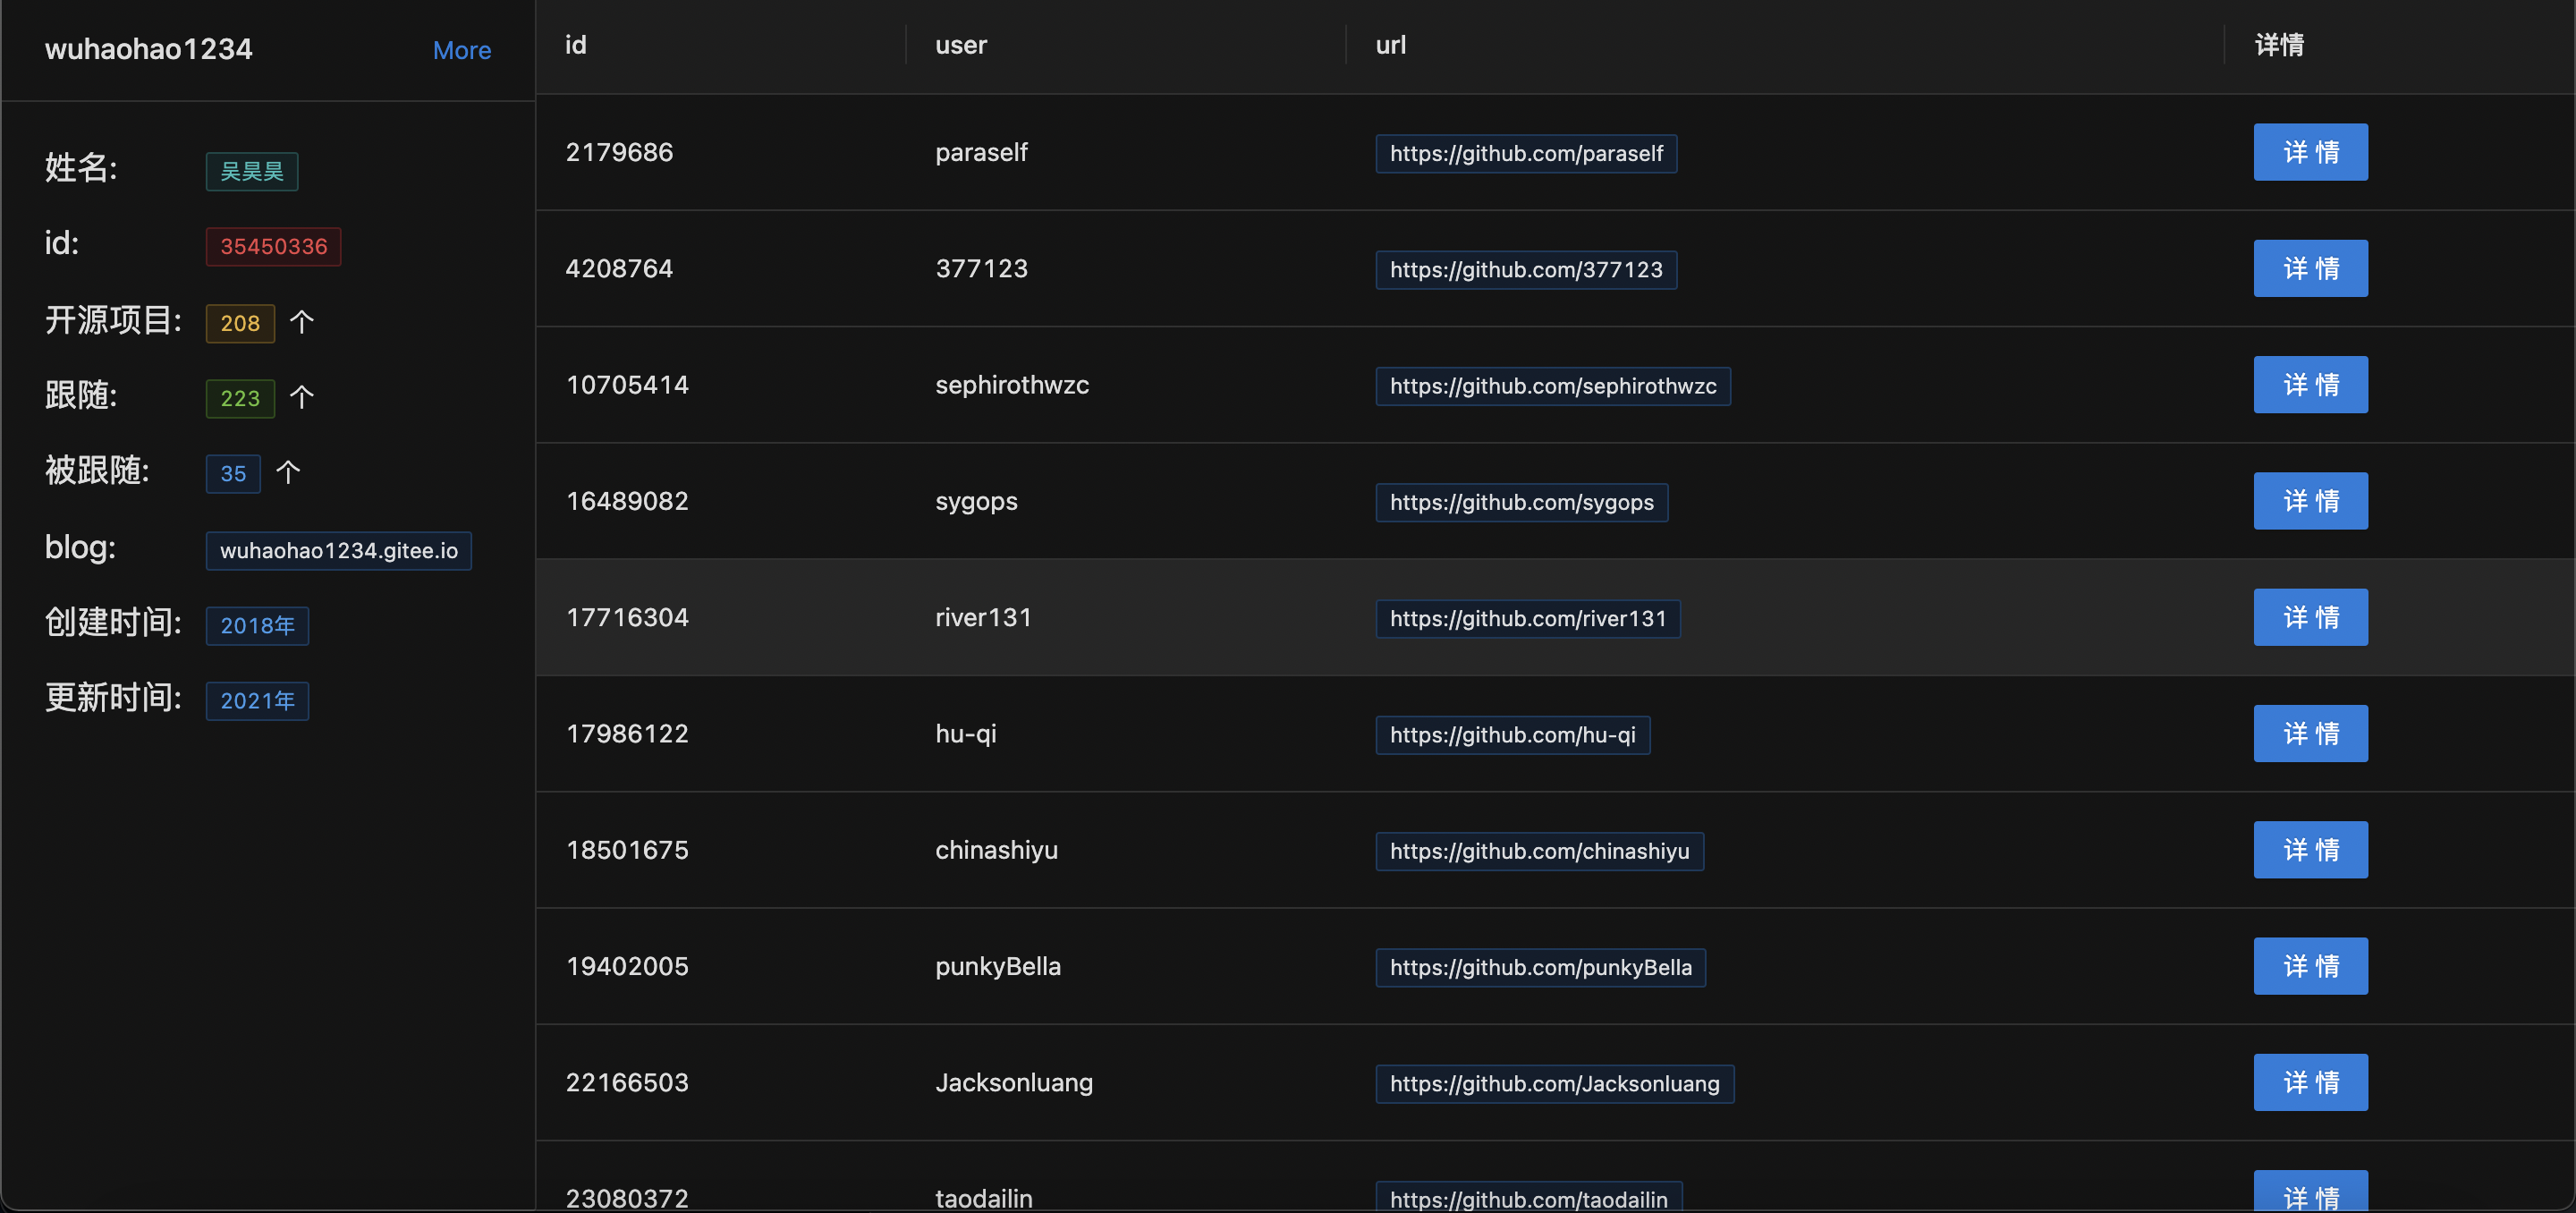 wuhaohao1234 More
姓名: 吴昊昊
id: 35450336
开源项目: 208 个
跟随: 223 个
被跟随: 35 个
blog: wuhaohao1234.gitee.io
创建时间: 2018年
更新时间: 2021年
id user url 详情
2179686 paraself https://github.com/paraself 详 情
4208764 377123 https://github.com/377123 详 情
10705414 sephirothwzc https://github.com/sephirothwzc 详 情
16489082 sygops https://github.com/sygops 详 情
17716304 river131 https://github.com/river131 详 情
17986122 hu-qi https://github.com/hu-qi 详 情
18501675 chinashiyu https://github.com/chinashiyu 详 情
19402005 punkyBella https://github.com/punkyBella 详 情
22166503 Jacksonluang https://github.com/Jacksonluang 详 情
23080372 taodailin https://github.com/taodailin 详 情